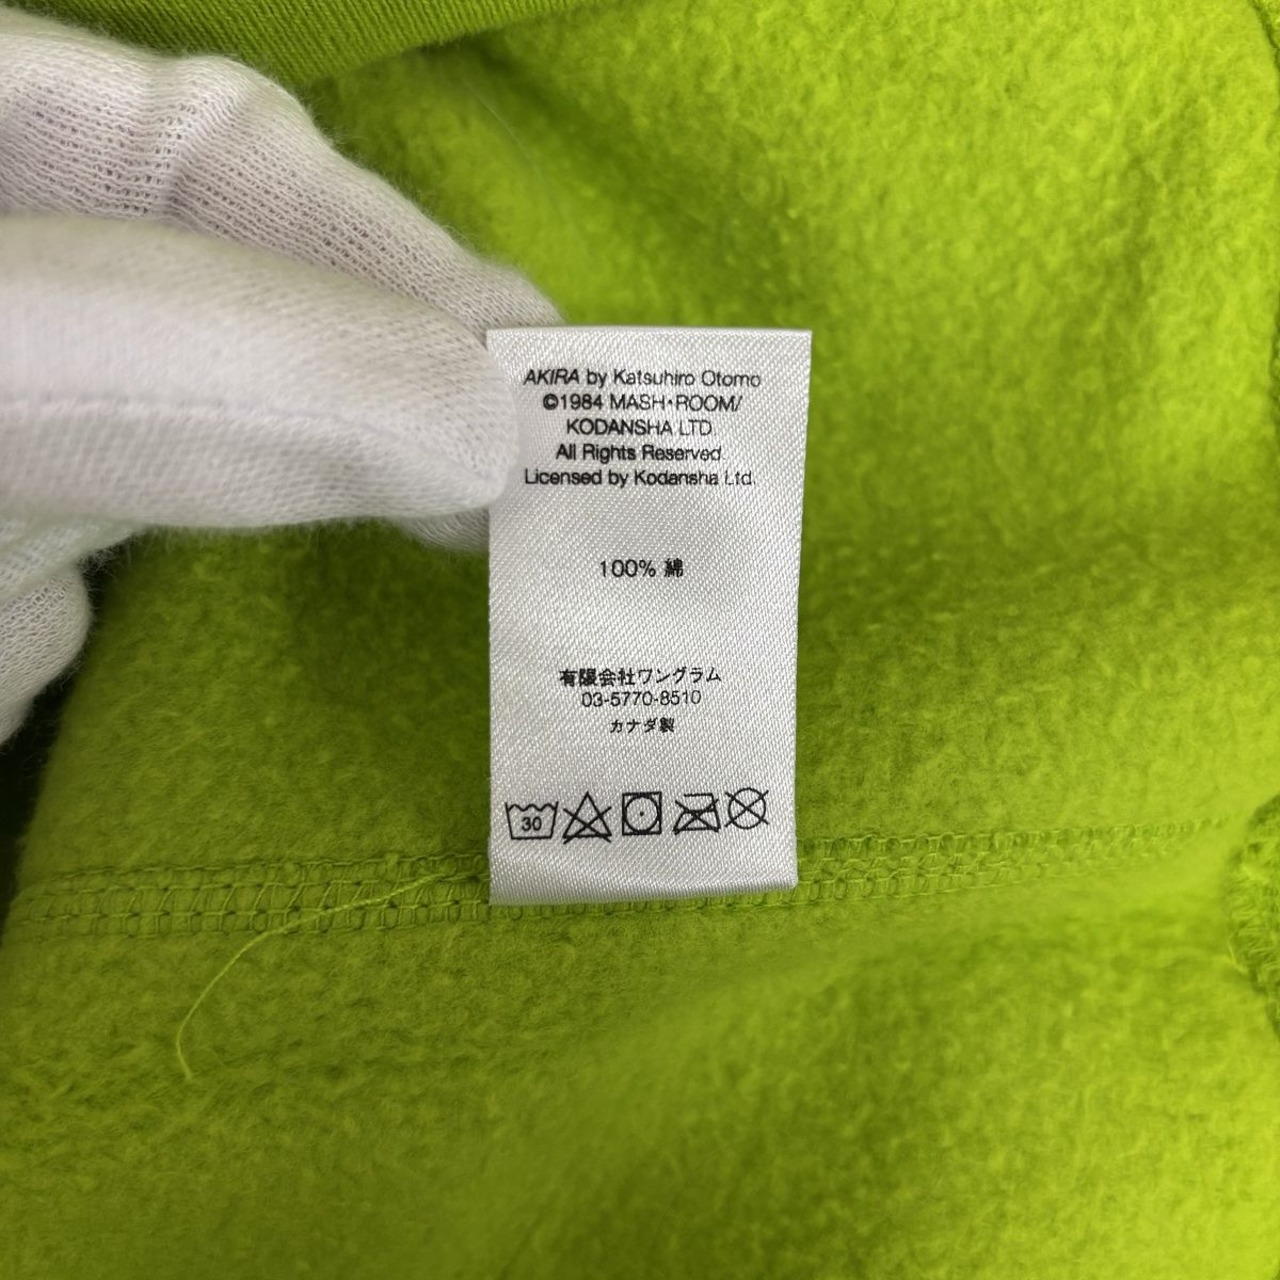 AKIRA by Katsuhiro Otomo
©1984 MASH・ROOM/
KODANSHA LTD.
All Rights Reserved.
Licensed by Kodansha Ltd.
100% 綿
有限会社ワングラム
03-5770-8510
カナダ製
30